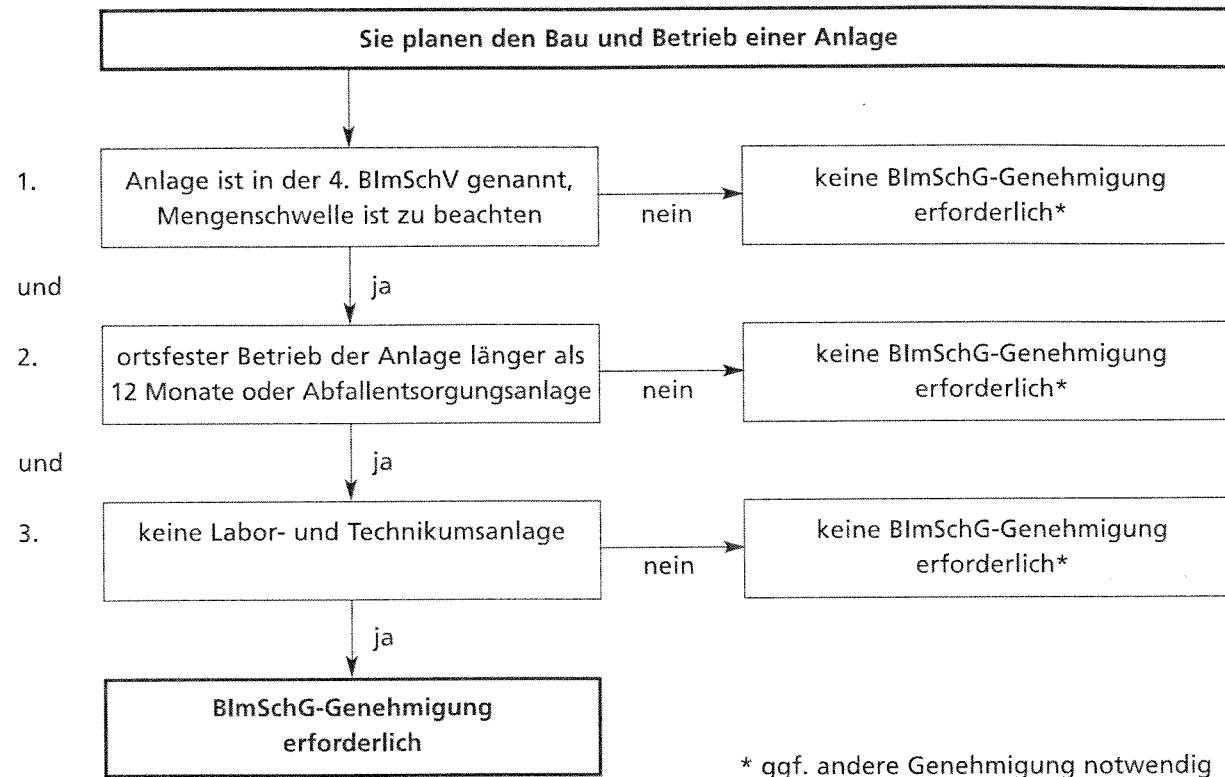 Sie planen den Bau und Betrieb einer Anlage
1.
Anlage ist in der 4. BImSchV genannt,
Mengenschwelle ist zu beachten
nein
keine BImSchG-Genehmigung
erforderlich*
und
ja
2.
ortsfester Betrieb der Anlage länger als
12 Monate oder Abfallentsorgungsanlage
nein
keine BImSchG-Genehmigung
erforderlich*
und
ja
3.
keine Labor- und Technikumsanlage
nein
keine BImSchG-Genehmigung
erforderlich*
ja
BImSchG-Genehmigung
erforderlich
* ggf. andere Genehmigung notwendig